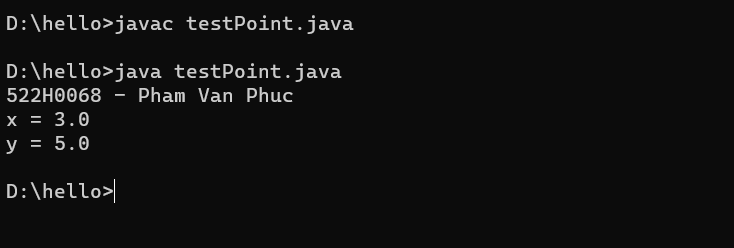 D:\hello>javac testPoint.java
D:\hello>java testPoint.java
522H0068 - Pham Van Phuc
x = 3.0
y = 5.0
D:\hello>